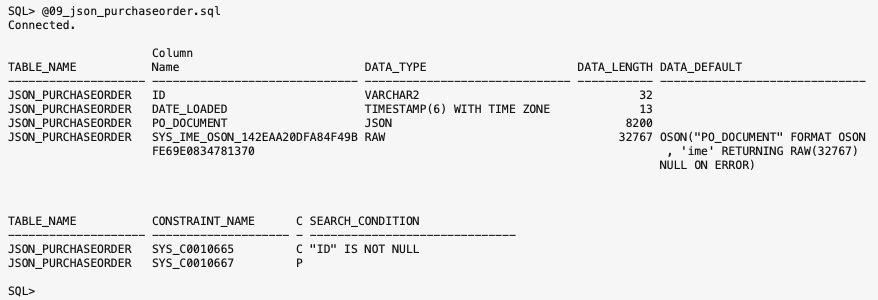 SQL> @09_json_purchaseorder.sql
Connected.
Column
TABLE_NAME Name DATA_TYPE DATA_LENGTH DATA_DEFAULT
-------------------- ------------------------------ ------------------------------ ----------- ------------------------------
JSON_PURCHASEORDER ID VARCHAR2 32
JSON_PURCHASEORDER DATE_LOADED TIMESTAMP(6) WITH TIME ZONE 13
JSON_PURCHASEORDER PO_DOCUMENT JSON 8200
JSON_PURCHASEORDER SYS_IME_OSON_142EAA20DFA84F49B RAW 32767 OSON("PO_DOCUMENT" FORMAT OSON
FE69E0834781370 , 'ime' RETURNING RAW(32767)
NULL ON ERROR)
TABLE_NAME CONSTRAINT_NAME C SEARCH_CONDITION
-------------------- -------------------- - ------------------------------
JSON_PURCHASEORDER SYS_C0010665 C "ID" IS NOT NULL
JSON_PURCHASEORDER SYS_C0010667 P
SQL>